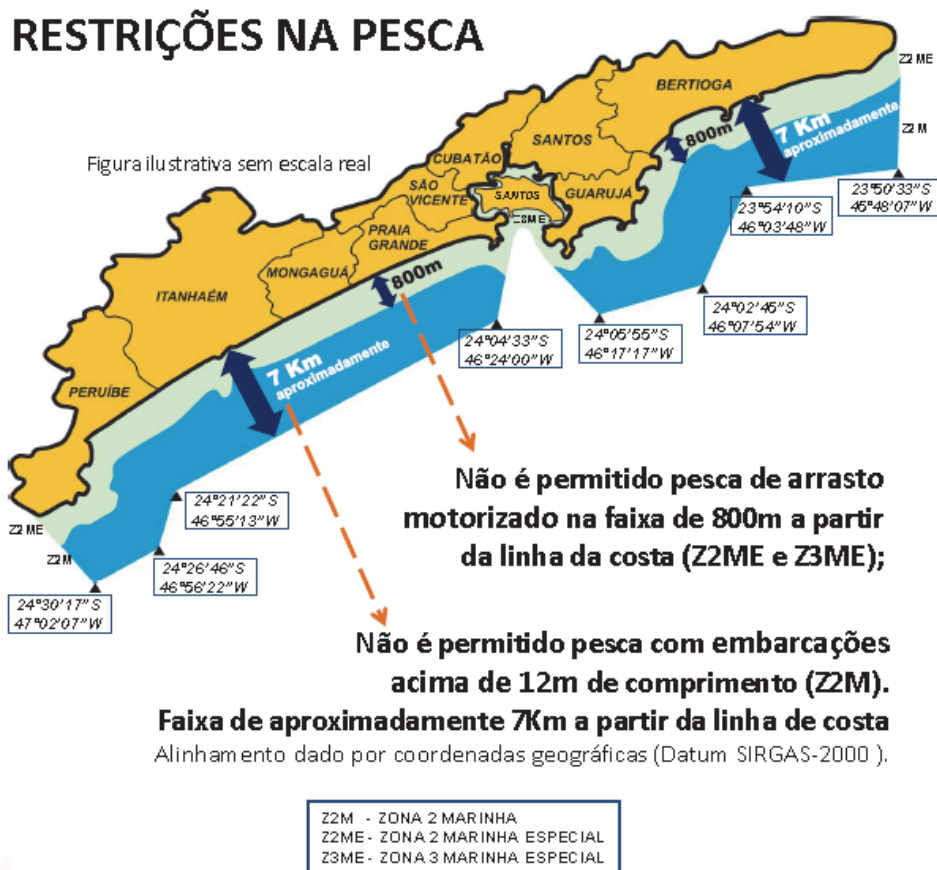 RESTRIÇÕES NA PESCA
Figura ilustrativa sem escala real
BERTIOGA
SANTOS
CUBATÃO
SÃO
VICENTE
SANTOS
GUARUJÁ
Z3ME
PRAIA
GRANDE
MONGAGUÁ
ITANHAÉM
PERUÍBE
Z2 ME
Z2 M
800m
7 Km
aproximadamente
23°50'33"S
45°48'07"W
23°54'10"S
46°03'48"W
24°02'45"S
46°07'54"W
24°05'55"S
46°17'17"W
24°04'33"S
46°24'00"W
800m
7 Km
aproximadamente
24°21'22"S
46°55'13"W
24°26'46"S
46°56'22"W
24°30'17"S
47°02'07"W
Z2 ME
Z2M
Não é permitido pesca de arrasto
motorizado na faixa de 800m a partir
da linha da costa (Z2ME e Z3ME);
Não é permitido pesca com embarcações
acima de 12m de comprimento (Z2M).
Faixa de aproximadamente 7Km a partir da linha de costa
Alinhamento dado por coordenadas geográficas (Datum SIRGAS-2000 ).
Z2M - ZONA 2 MARINHA
Z2ME - ZONA 2 MARINHA ESPECIAL
Z3ME - ZONA 3 MARINHA ESPECIAL